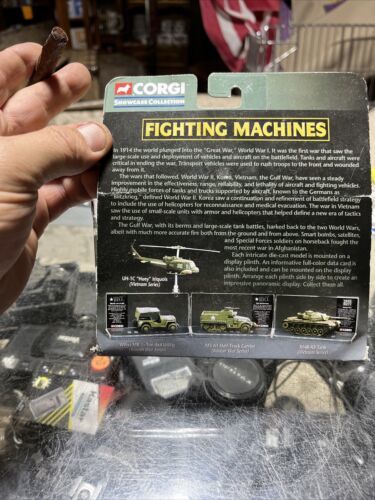 CORGI
SHOWCASE COLLECTION
FIGHTING MACHINES
In 1914 the world plunged into the "Great War," World War I. It was the first war that saw the
large-scale use and deployment of vehicles and aircraft on the battlefield. Tanks and aircraft were
critical in ending the war. Transport vehicles were used to rush troops to the front and wounded
away from it.
The wars that followed, World War II, Korea, Vietnam, the Gulf, have seen a steady
improvement in the effectiveness, range, reliability, and lethality of aircraft and fighting vehicles.
Highly mobile forces of tanks and trucks supported by aircraft, known to the Germans as
"blitzkrieg," defined World War II. Korea saw a continuation and refinement of battlefield strategy
to include the use of helicopters for reconnaissance and medical evacuation. The war in Vietnam
saw the use of small-scale units with armor and helicopters that helped define a new era of tactics
and strategy.
The Gulf War, with its berms and large-scale tank battles, harked back to the two World Wars,
albeit with much more accurate fire both from the ground and from above. Smart bombs, satellites,
and Special Forces soldiers on horseback fought the
most recent war in Afghanistan.
Each intricate die-cast model is mounted on a
display plinth. An informative full-color data card is
also included and can be mounted on the display
plinth. Arrange each plinth side by side to create an
impressive panoramic display. Collect them all.
UH-1C "Huey" Iroquois
(Vietnam Series)
M3 A1 Half-Track Carrier
M48 A3 Tank
(Vietnam Series)